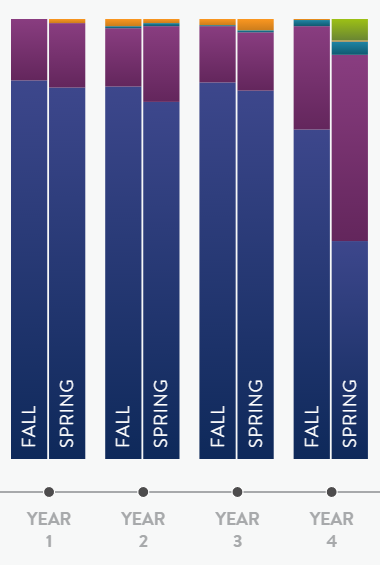 FALL
SPRING
FALL
SPRING
FALL
SPRING
FALL
SPRING
YEAR
1
YEAR
2
YEAR
3
YEAR
4